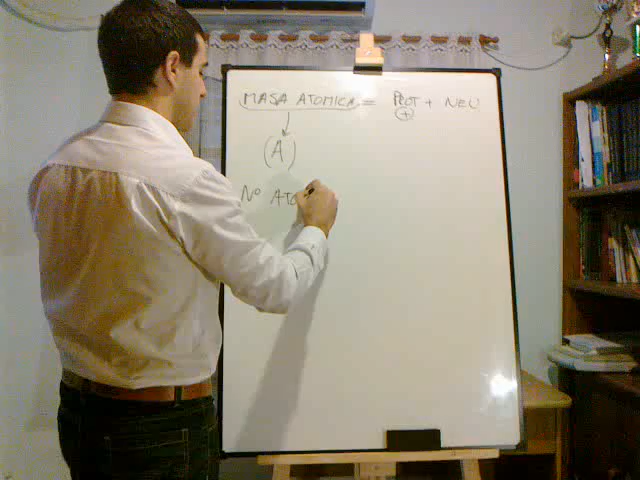 MASA ATOMICA = PROT + NEU
(+)
(A)
Nº ATO